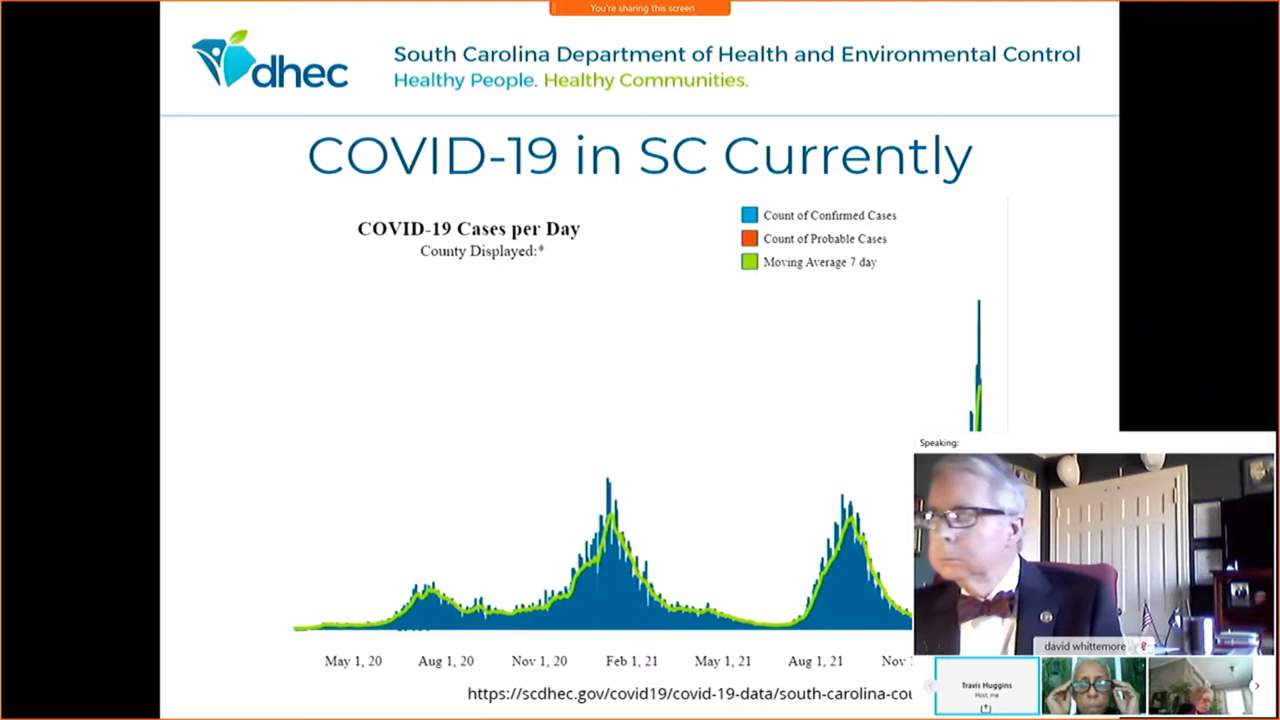 You're sharing this screen
dhec
South Carolina Department of Health and Environmental Control
Healthy People. Healthy Communities.
COVID-19 in SC Currently
COVID-19 Cases per Day
County Displayed:*
Count of Confirmed Cases
Count of Probable Cases
Moving Average 7 day
Speaking:
david whittemore
May 1, 20 Aug 1, 20 Nov 1, 20 Feb 1, 21 May 1, 21 Aug 1, 21 Nov 1
https://scdhec.gov/covid19/covid-19-data/south-carolina-cou
Travis Huggins
Host, me